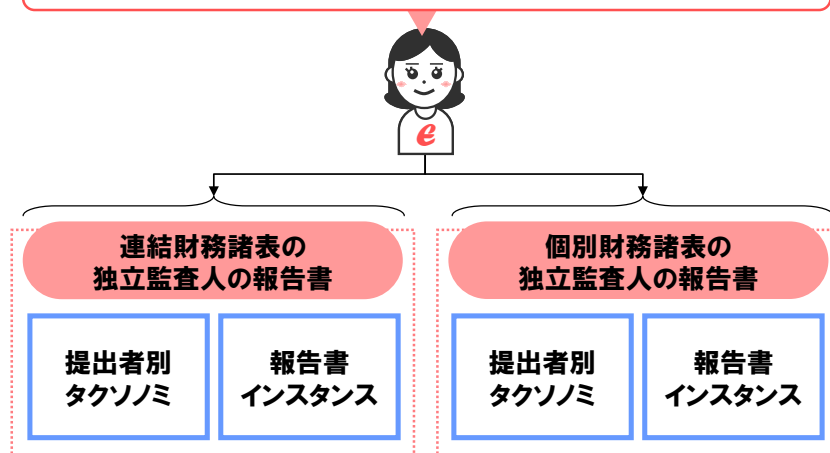 e
連結財務諸表の
独立監査人の報告書
個別財務諸表の
独立監査人の報告書
提出者別
タクソノミ
報告書
インスタンス
提出者別
タクソノミ
報告書
インスタンス